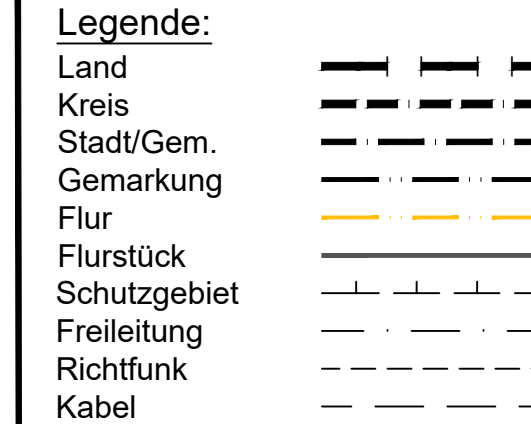 Legende:
Land
Kreis
Stadt/Gem.
Gemarkung
Flur
Flurstück
Schutzgebiet
Freileitung
Richtfunk
Kabel